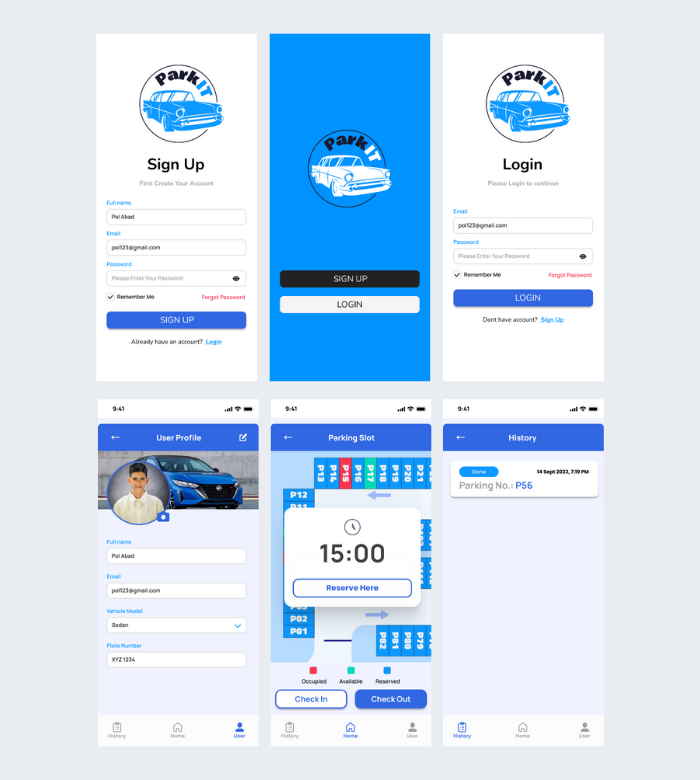 ParkIT
Sign Up
First Create Your Account
Full name
Pol Abad
Email
pol123@gmail.com
Password
Please Enter Your Password
Remember Me
Forgot Password
SIGN UP
Already have an account? Login
ParkIT
SIGN UP
LOGIN
ParkIT
Login
Please Login to continue
Email
pol123@gmail.com
Password
Please Enter Your Password
Remember Me
Forgot Password
LOGIN
Dont have account? Sign Up
9:41
User Profile
Full name
Pol Abad
Email
pol123@gmail.com
Vehicle Model
Sedan
Plate Number
XYZ 1234
History
Home
User
9:41
Parking Slot
P13
P14
P15
P16
P17
P18
P19
P20
P21
P12
P11
15:00
Reserve Here
P02
P01
P82
P81
P80
P79
Occupied
Available
Reserved
Check In
Check Out
History
Home
User
9:41
History
Done
14 Sept 2023, 7:19 PM
Parking No.: P56
History
Home
User